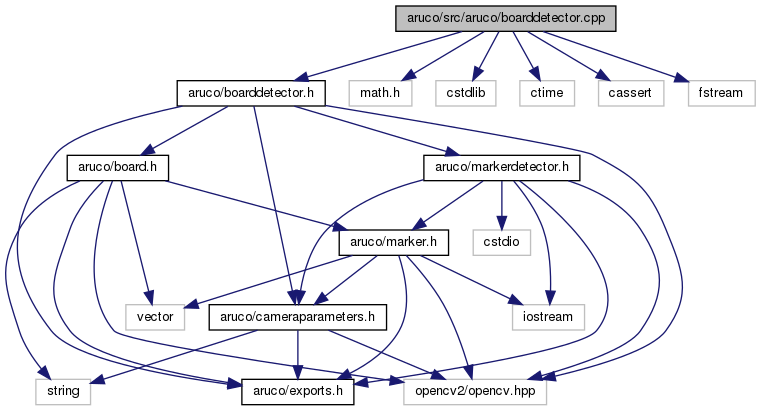 aruco/src/aruco/boarddetector.cpp
aruco/boarddetector.h
math.h
cstdlib
ctime
cassert
fstream
aruco/board.h
aruco/markerdetector.h
aruco/marker.h
cstdio
vector
aruco/cameraparameters.h
iostream
string
aruco/exports.h
opencv2/opencv.hpp